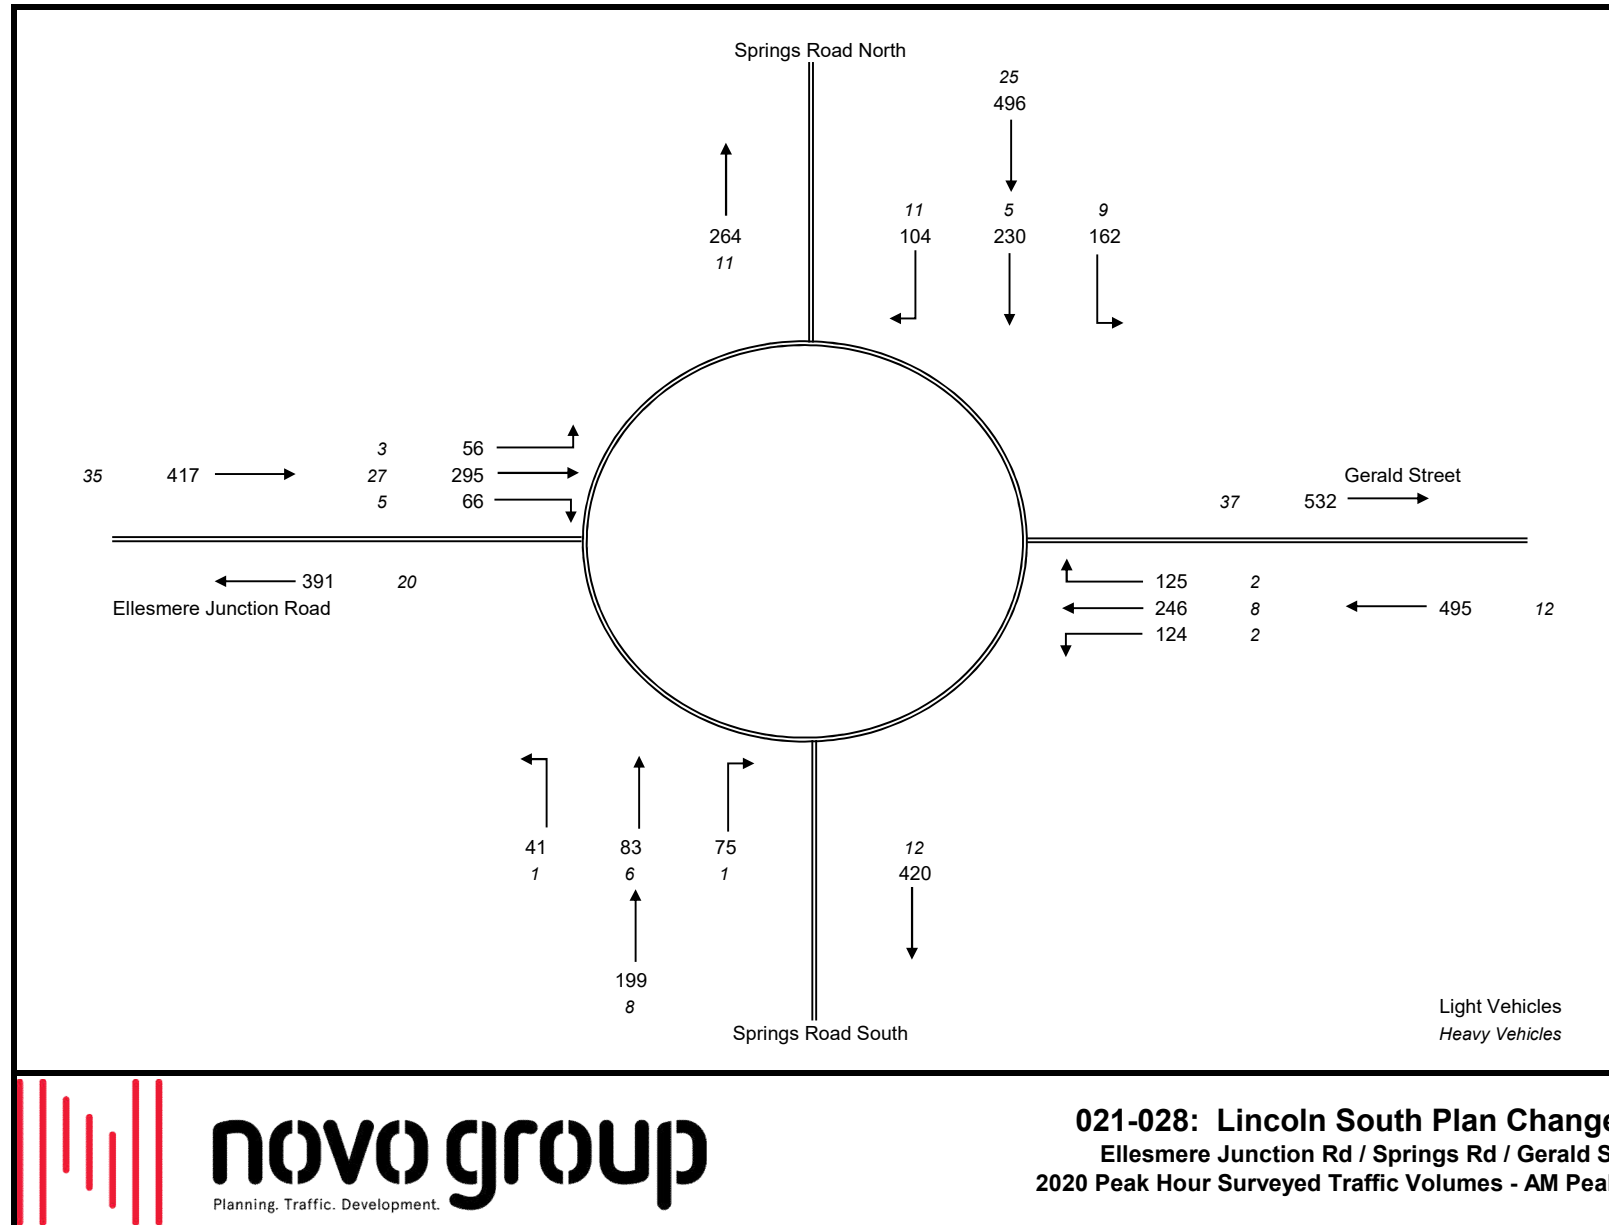 Springs Road North
25
496
11 5 9
264 104 230 162
11
3 56
35 417 27 295 Gerald Street
5 66 37 532
391 20 125 2
Ellesmere Junction Road 246 8 495 12
124 2
41 83 75 12
1 6 1 420
199
8 Light Vehicles
Springs Road South Heavy Vehicles
novo group
Planning. Traffic. Development.
021-028: Lincoln South Plan Change
Ellesmere Junction Rd / Springs Rd / Gerald S
2020 Peak Hour Surveyed Traffic Volumes - AM Peak